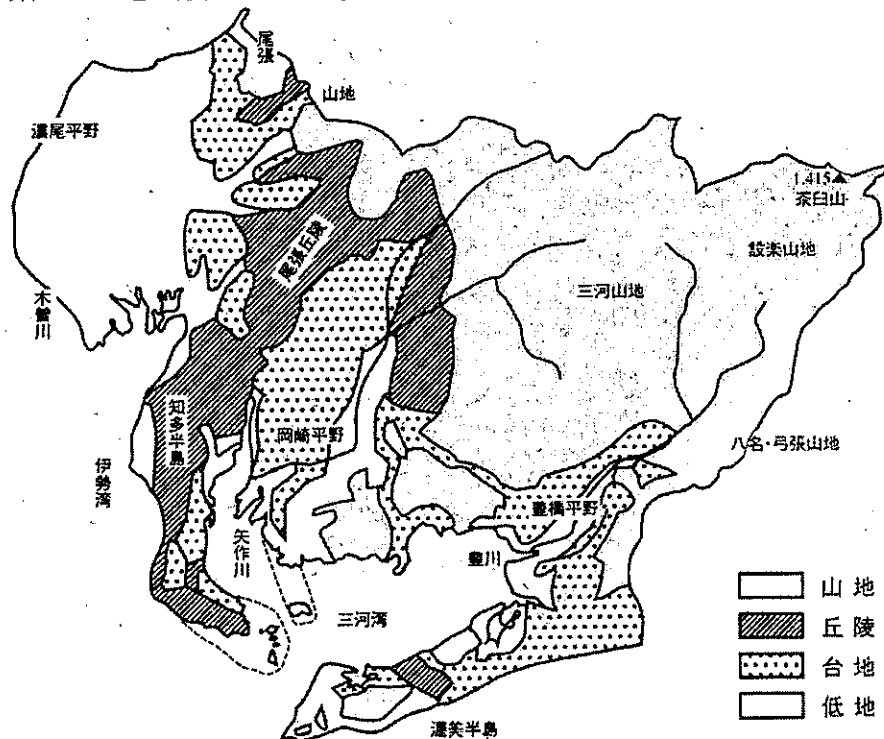 尾張
山地
濃尾平野
1,415▲
茶臼山
設楽山地
尾張丘陵
三河山地
木曽川
知多半島
岡崎平野
八名・弓張山地
伊勢湾
豊橋平野
矢作川
豊川
三河湾
渥美半島
山地
丘陵
台地
低地